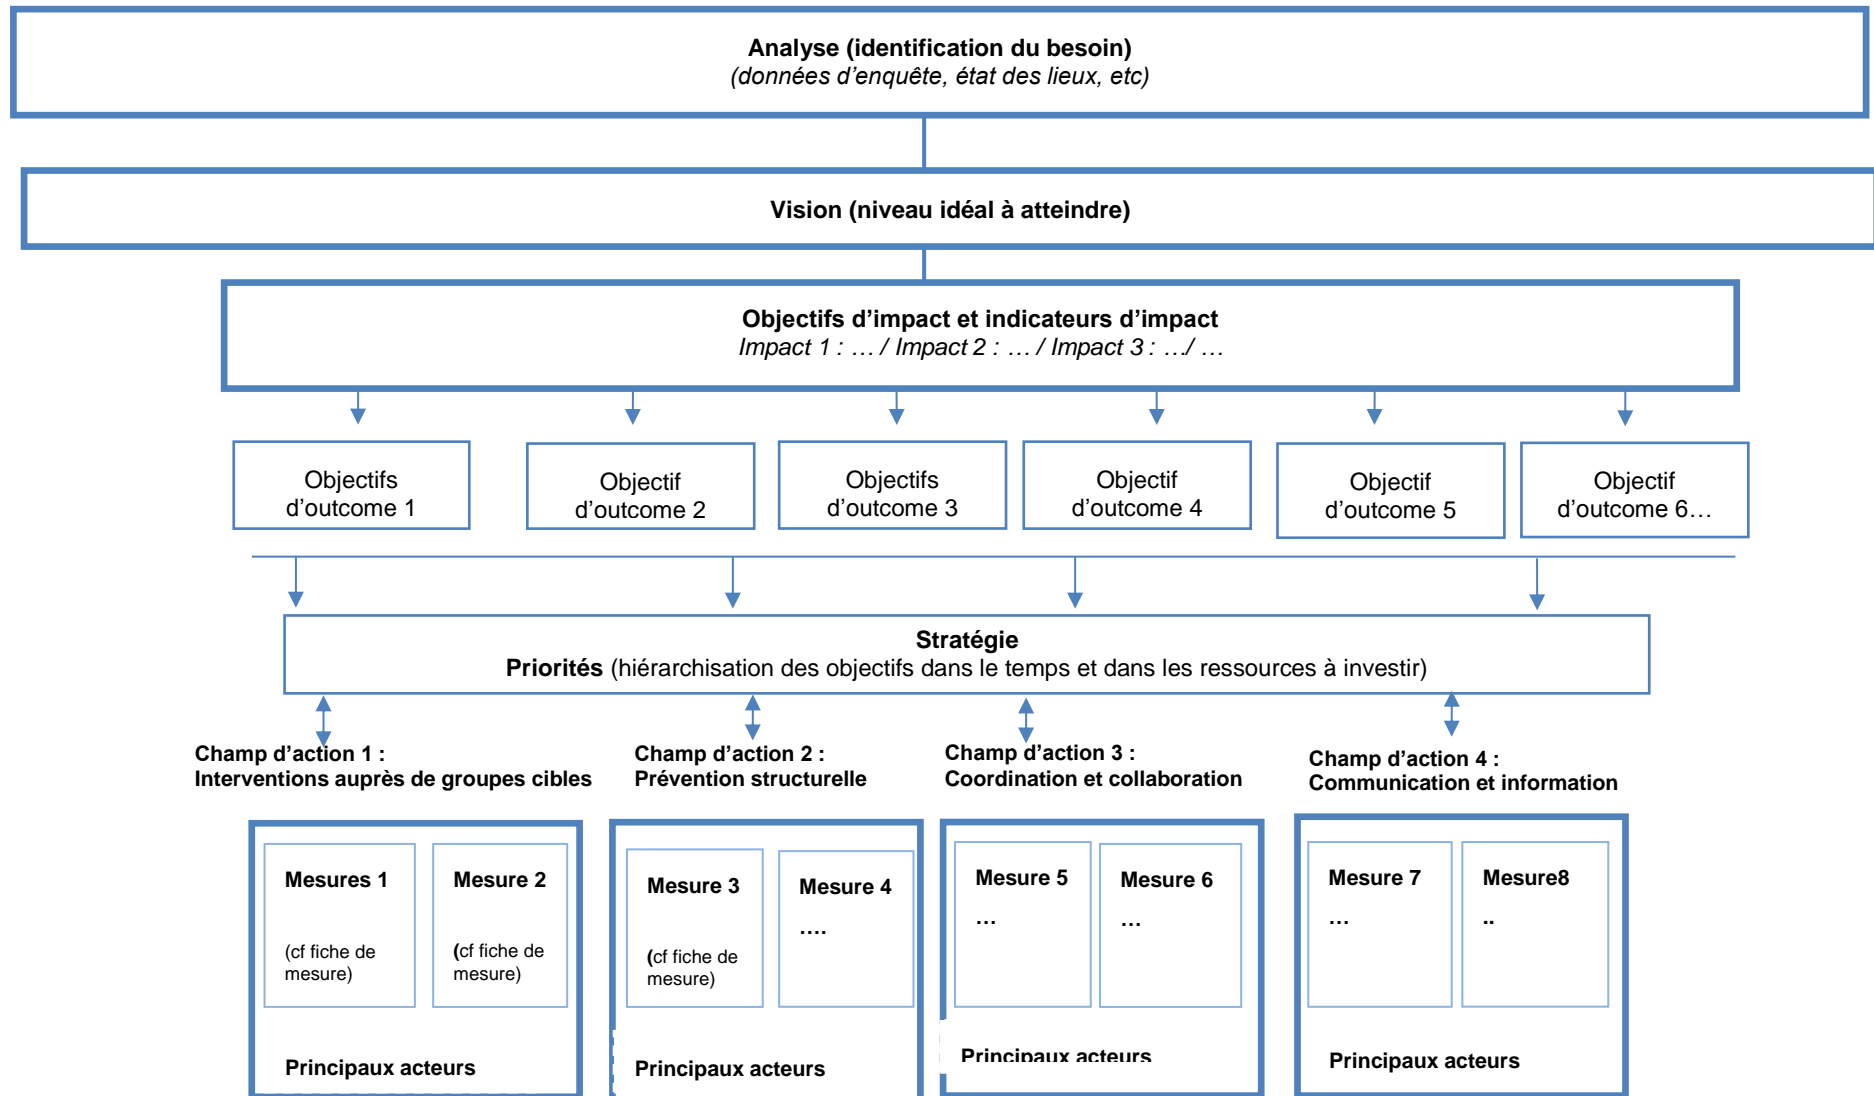 Analyse (identification du besoin)
(données d’enquête, état des lieux, etc)
Vision (niveau idéal à atteindre)
Objectifs d’impact et indicateurs d’impact
Impact 1 : … / Impact 2 : … / Impact 3 : …/ …
Objectifs
d’outcome 1
Objectif
d’outcome 2
Objectifs
d’outcome 3
Objectif
d’outcome 4
Objectif
d’outcome 5
Objectif
d’outcome 6…
Stratégie
Priorités (hiérarchisation des objectifs dans le temps et dans les ressources à investir)
Champ d’action 1 :
Interventions auprès de groupes cibles
Champ d’action 2 :
Prévention structurelle
Champ d’action 3 :
Coordination et collaboration
Champ d’action 4 :
Communication et information
Mesures 1
(cf fiche de
mesure)
Mesure 2
(cf fiche de
mesure)
Principaux acteurs
Mesure 3
(cf fiche de
mesure)
Mesure 4
….
Principaux acteurs
Mesure 5
…
Mesure 6
…
Principaux acteurs
Mesure 7
…
Mesure8
..
Principaux acteurs